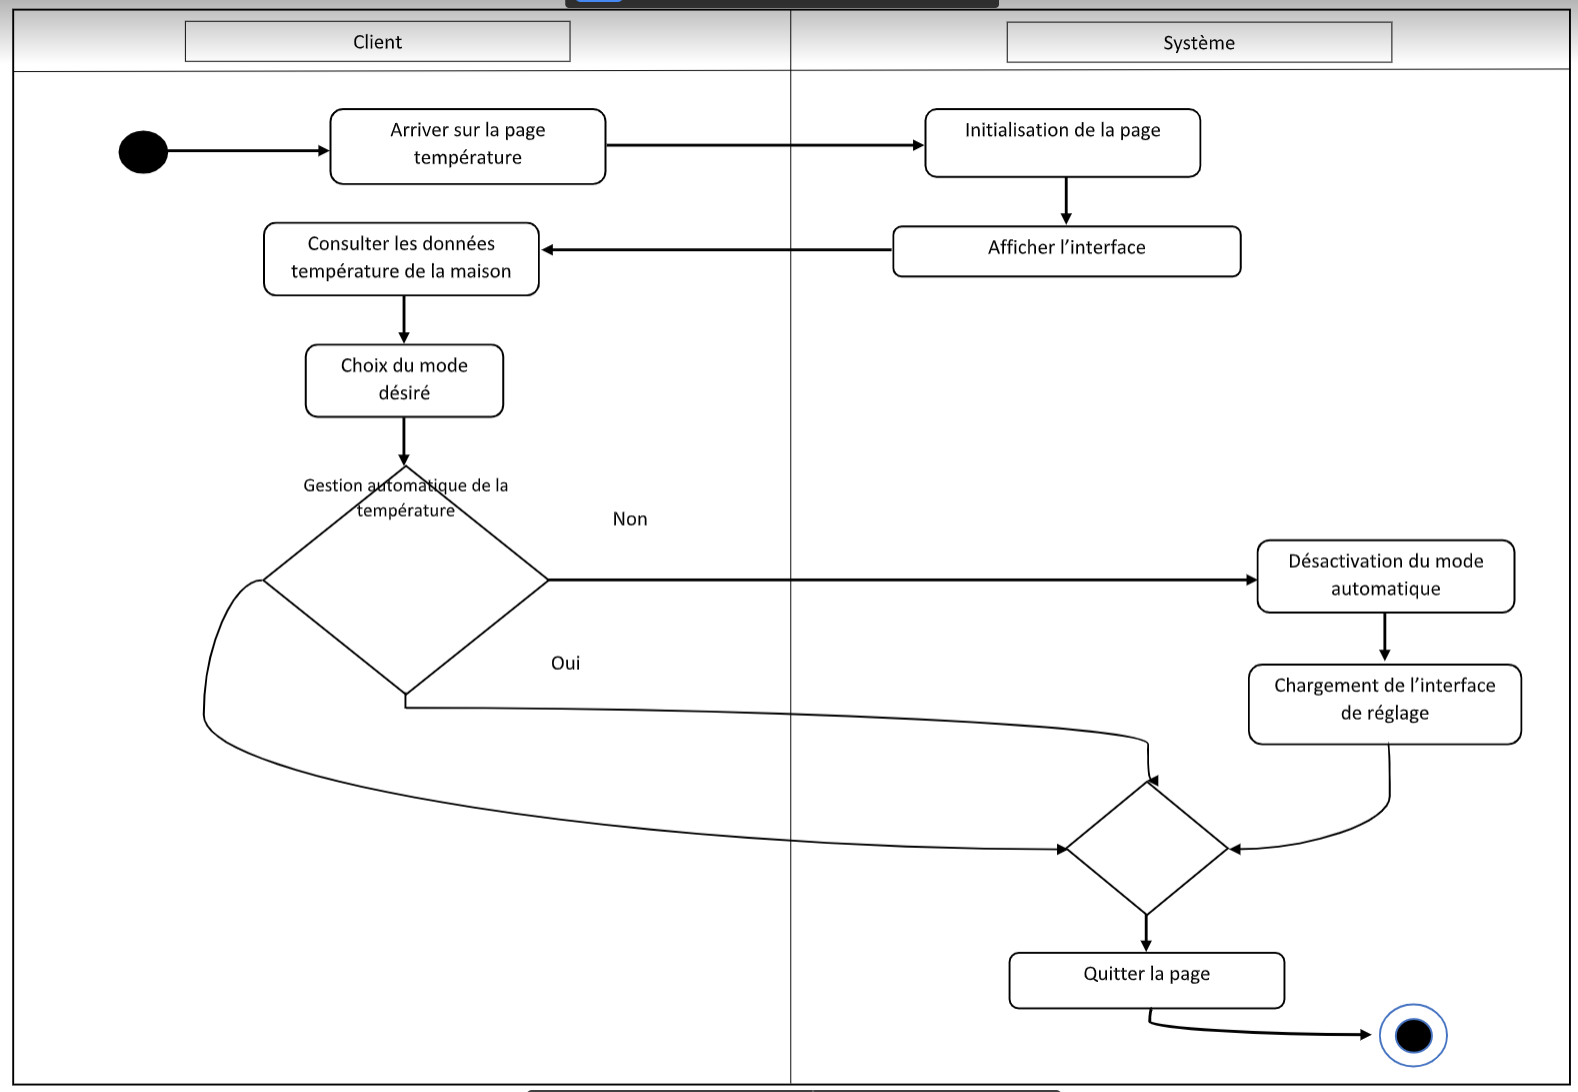 Client
Système
Arriver sur la page
température
Initialisation de la page
Consulter les données
température de la maison
Afficher l’interface
Choix du mode
désiré
Gestion automatique de la
température
Non
Désactivation du mode
automatique
Oui
Chargement de l’interface
de réglage
Quitter la page